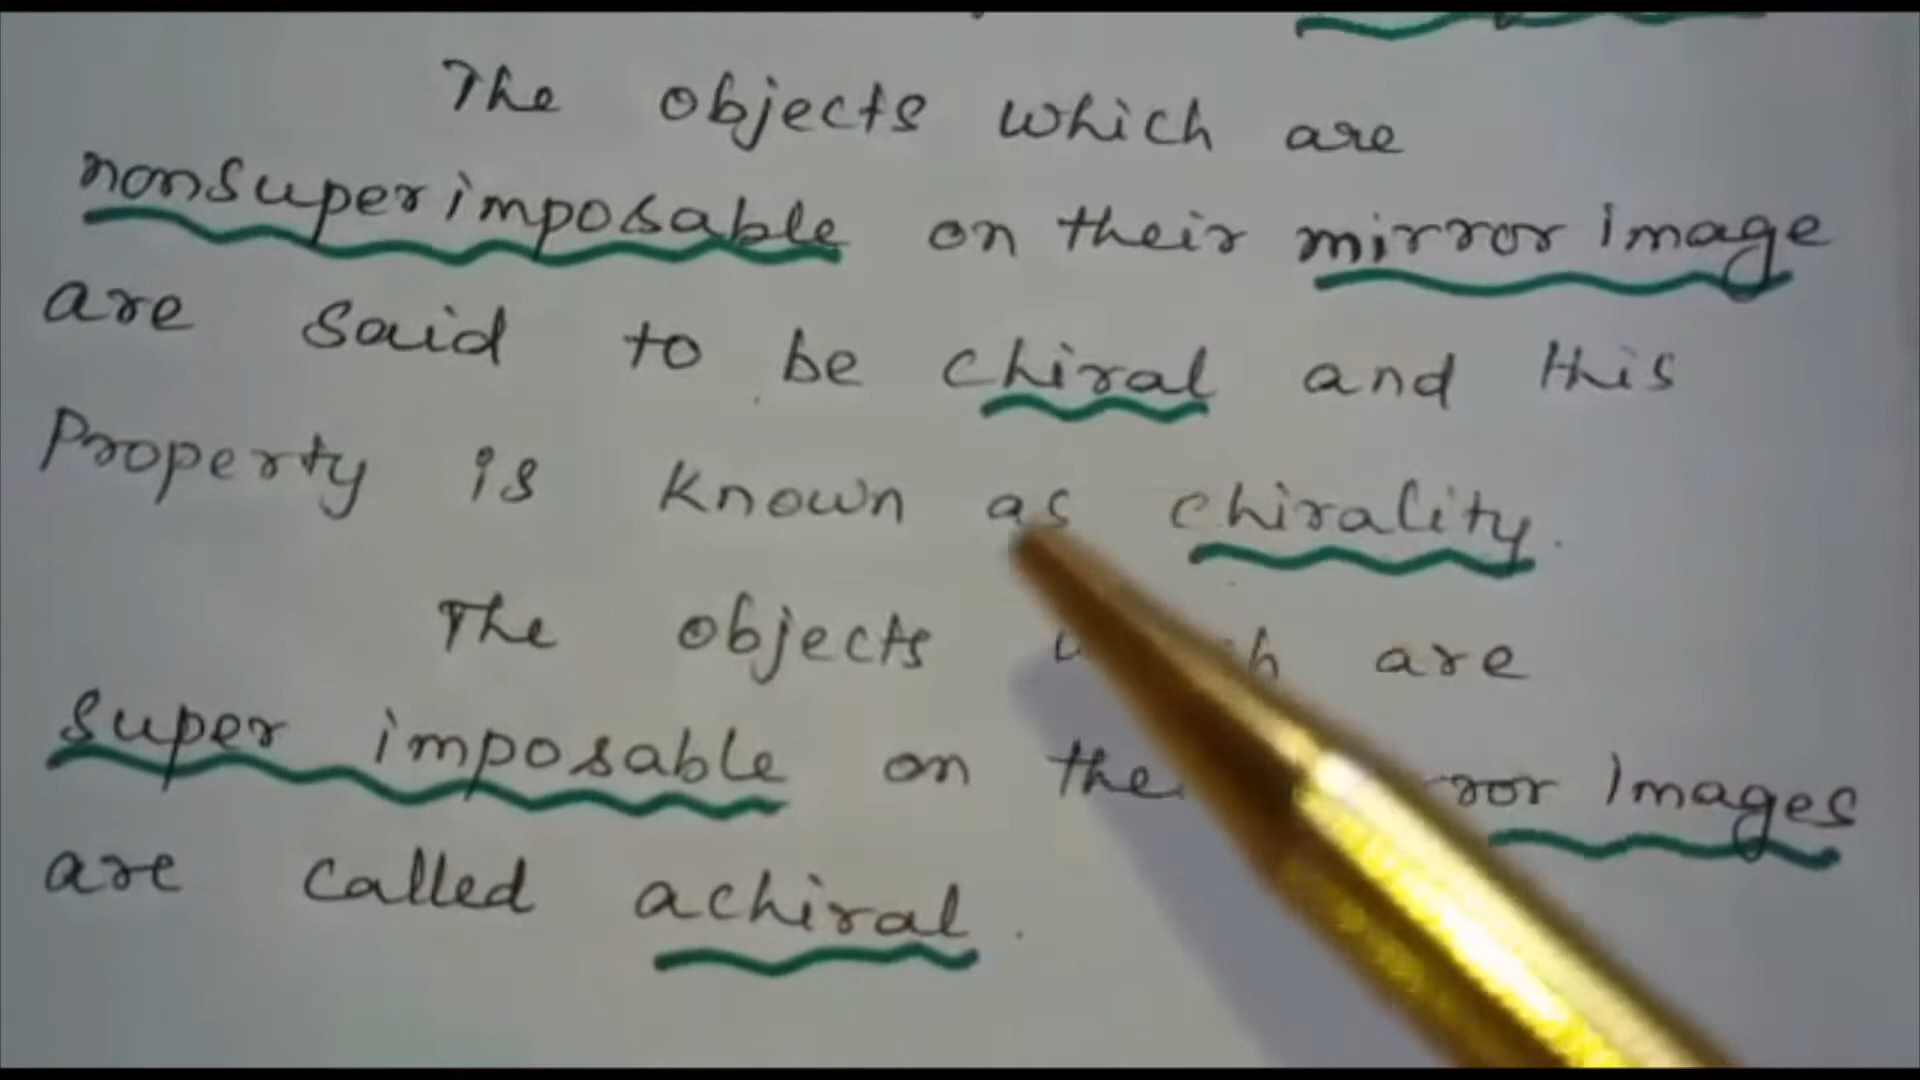 The objects which are
nonsuperimposable on their mirror image
are said to be chiral and this
Property is known as chirality.
The objects are
super imposable on images
are called achiral.